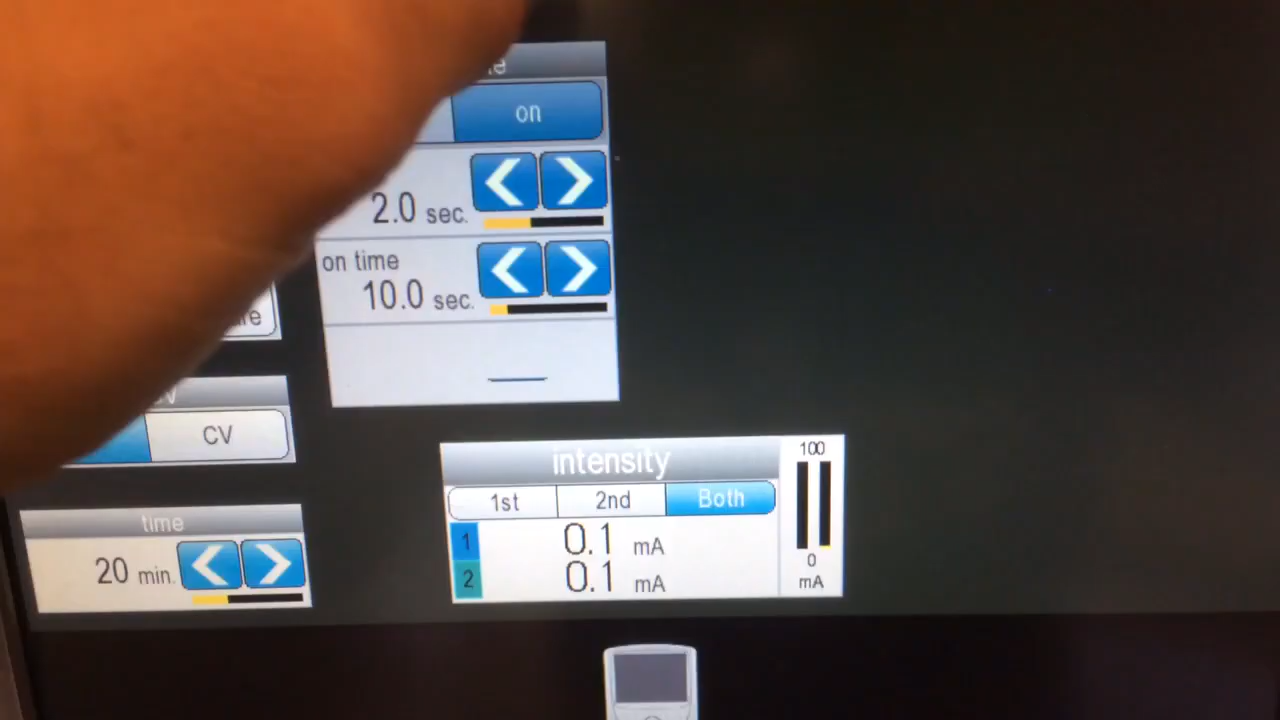 on
2.0 sec.
on time
10.0 sec.
CV
time
20 min.
intensity
1st 2nd Both
1 0.1 mA
2 0.1 mA
100
0
mA